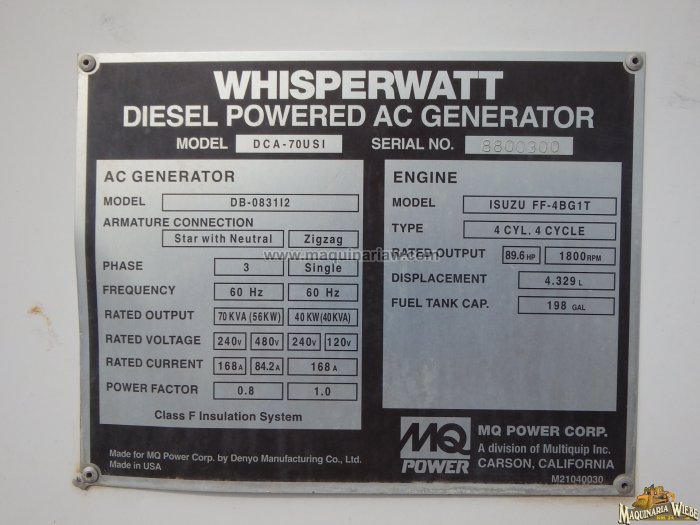 WHISPERWATT
DIESEL POWERED AC GENERATOR
MODEL DCA-70USI SERIAL NO. 8800300
AC GENERATOR
MODEL DB-0831I2
ARMATURE CONNECTION
Star with Neutral Zigzag
PHASE 3 Single
FREQUENCY 60 Hz 60 Hz
RATED OUTPUT 70 KVA (56KW) 40 KW (40KVA)
RATED VOLTAGE 240V 480V 240V 120V
RATED CURRENT 168A 84.2A 168A
POWER FACTOR 0.8 1.0
Class F Insulation System
ENGINE
MODEL ISUZU FF-4BG1T
TYPE 4 CYL. 4 CYCLE
RATED OUTPUT 89.6 HP 1800 RPM
DISPLACEMENT 4.329 L
FUEL TANK CAP. 198 GAL
www.maquinariaw.com
Made for MQ Power Corp. by Denyo Manufacturing Co., Ltd.
Made in USA
MQ
POWER
MQ POWER CORP.
A division of Multiquip Inc.
CARSON, CALIFORNIA
M21040030
MAQUINARIA WIEBE